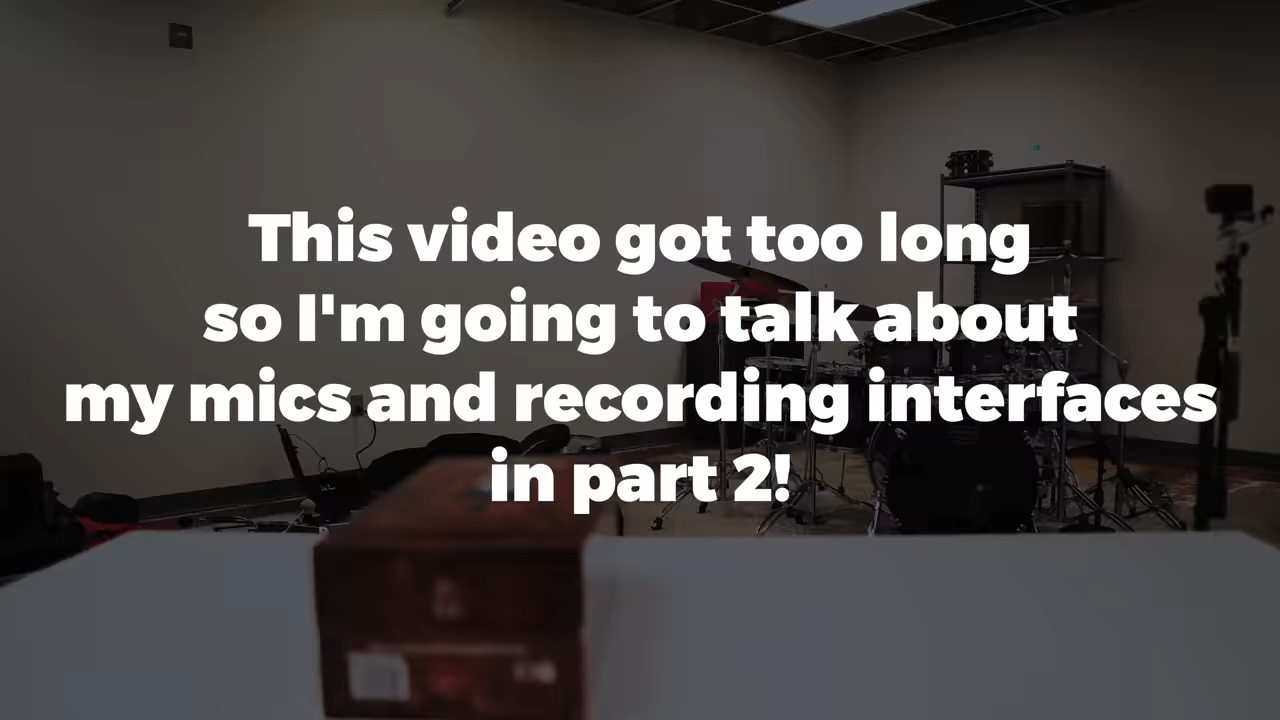 This video got too long
so I'm going to talk about
my mics and recording interfaces
in part 2!